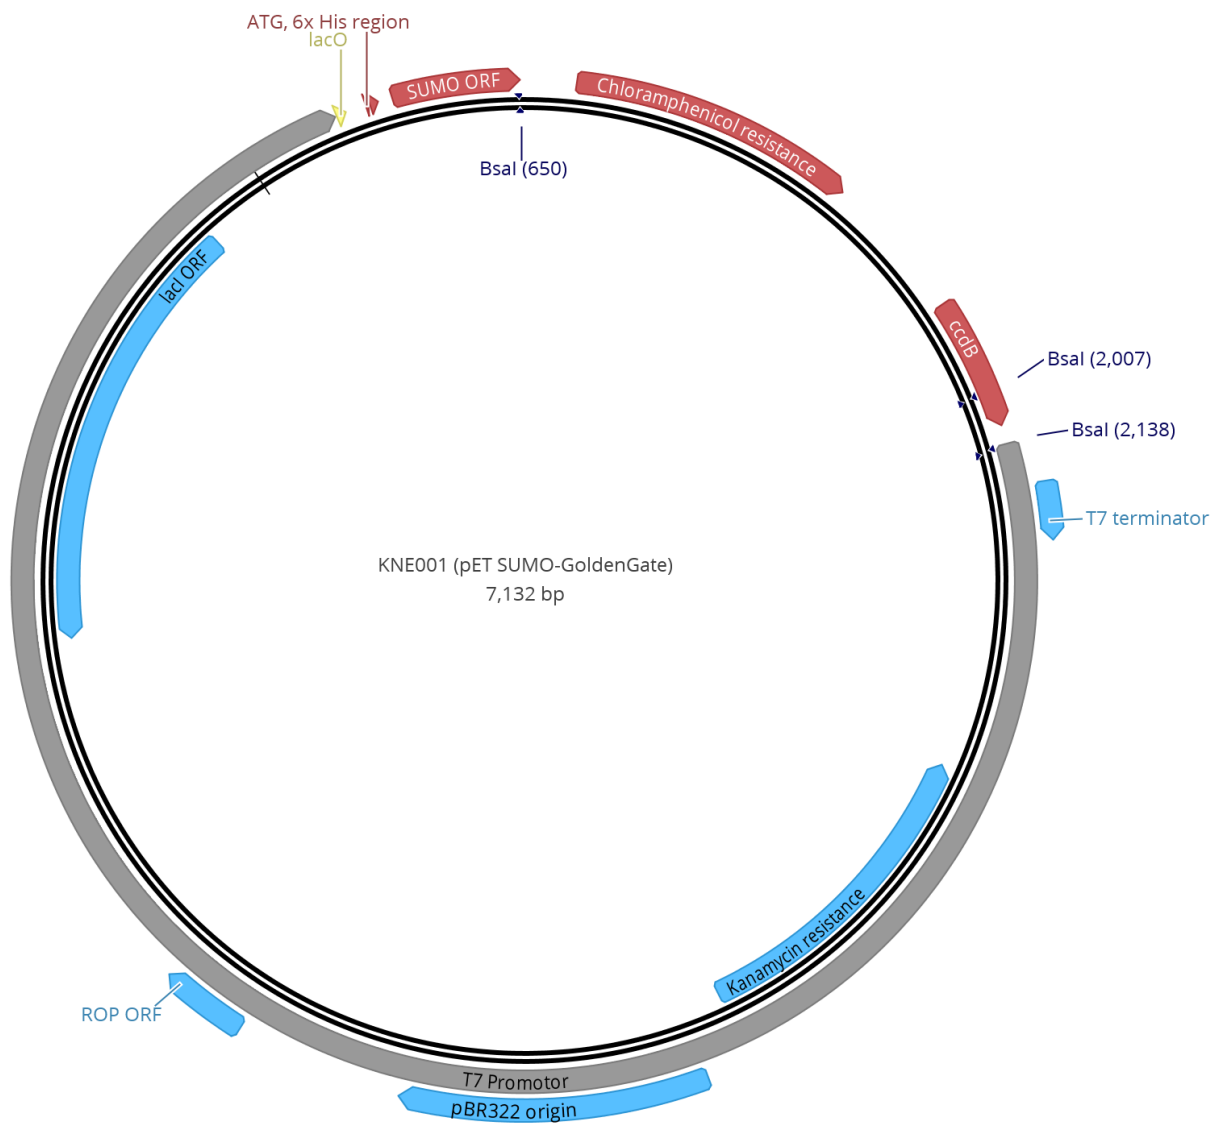 ATG, 6x His region
lacO
SUMO ORF
Chloramphenicol resistance
BsaI (650)
lacI ORF
ccdB
BsaI (2,007)
BsaI (2,138)
T7 terminator
KNE001 (pET SUMO-GoldenGate)
7,132 bp
Kanamycin resistance
ROP ORF
T7 Promotor
pBR322 origin